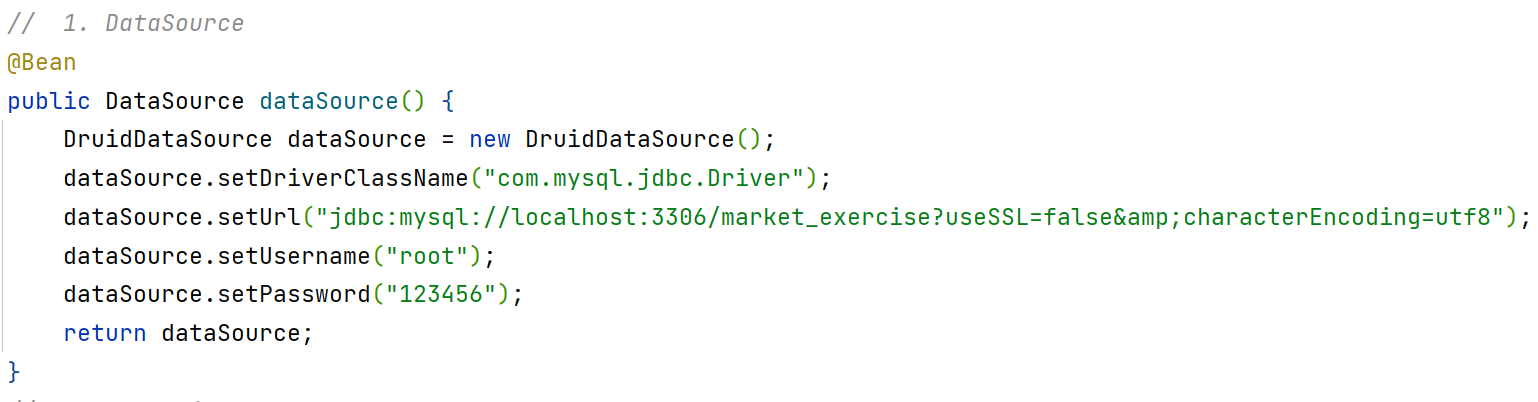 //  1. DataSource
@Bean
public DataSource dataSource() {
    DruidDataSource dataSource = new DruidDataSource();
    dataSource.setDriverClassName("com.mysql.jdbc.Driver");
    dataSource.setUrl("jdbc:mysql://localhost:3306/market_exercise?useSSL=false&amp;characterEncoding=utf8");
    dataSource.setUsername("root");
    dataSource.setPassword("123456");
    return dataSource;
}